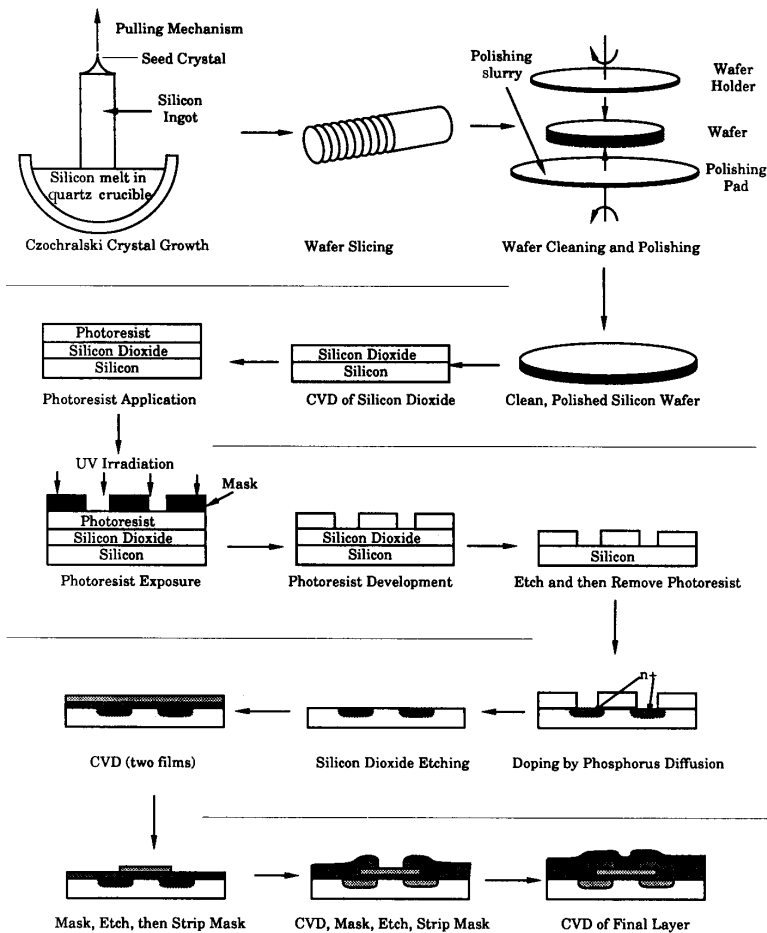 Pulling Mechanism
Seed Crystal
Silicon
Ingot
Silicon melt in
quartz crucible
Czochralski Crystal Growth
Wafer Slicing
Polishing
slurry
Wafer
Holder
Wafer
Polishing
Pad
Wafer Cleaning and Polishing
Clean, Polished Silicon Wafer
Silicon Dioxide
Silicon
CVD of Silicon Dioxide
Photoresist
Silicon Dioxide
Silicon
Photoresist Application
UV Irradiation
Mask
Photoresist
Silicon Dioxide
Silicon
Photoresist Exposure
Silicon Dioxide
Silicon
Photoresist Development
Silicon
Etch and then Remove Photoresist
n+
Doping by Phosphorus Diffusion
Silicon Dioxide Etching
CVD (two films)
Mask, Etch, then Strip Mask
CVD, Mask, Etch, Strip Mask
CVD of Final Layer